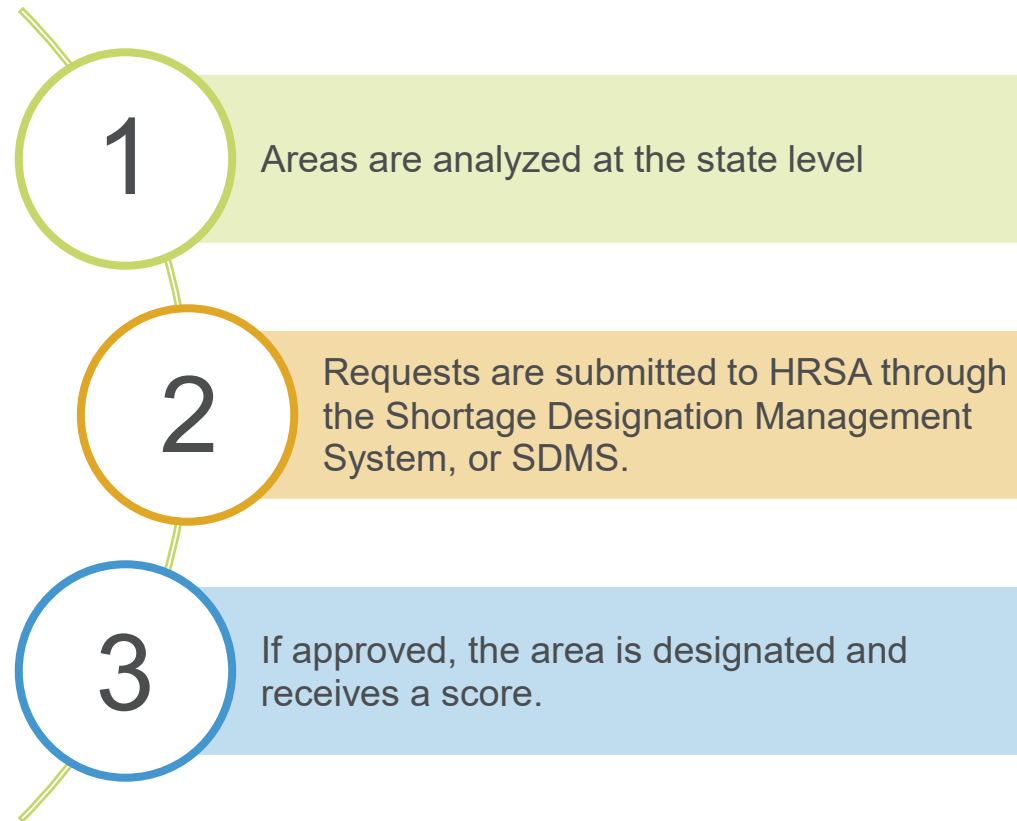 1
Areas are analyzed at the state level
2
Requests are submitted to HRSA through
the Shortage Designation Management
System, or SDMS.
3
If approved, the area is designated and
receives a score.